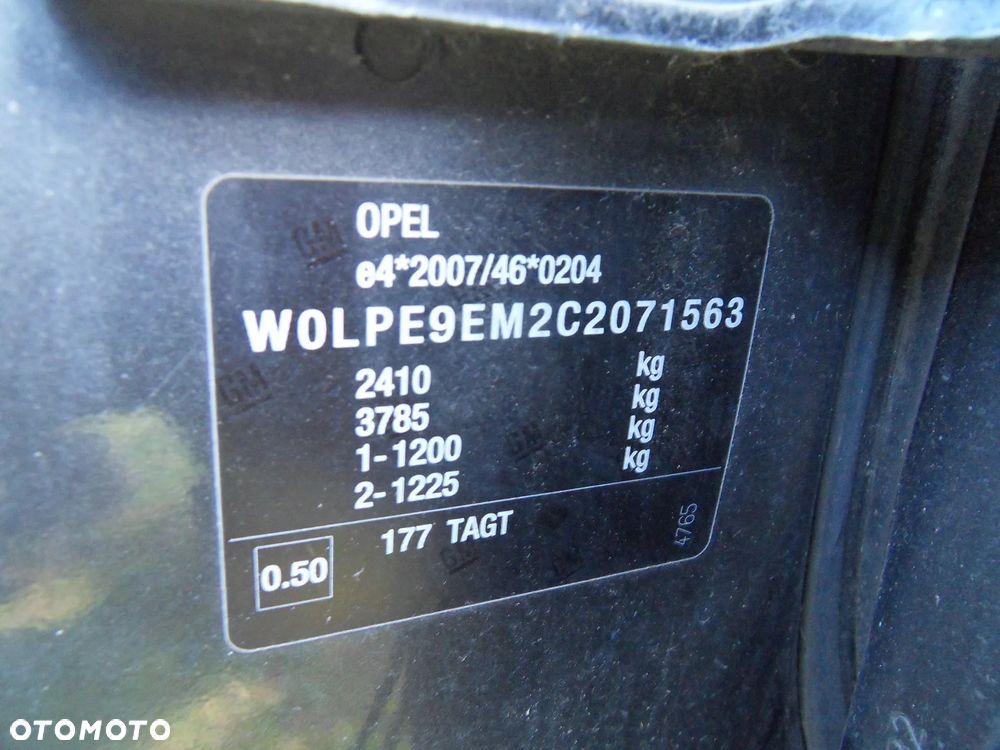 OPEL
e4*2007/46*0204
W0LPE9EM2C2071563
2410 kg
3785 kg
1-1200 kg
2-1225 kg
177 TAGT
4765
0.50
OTOMOTO